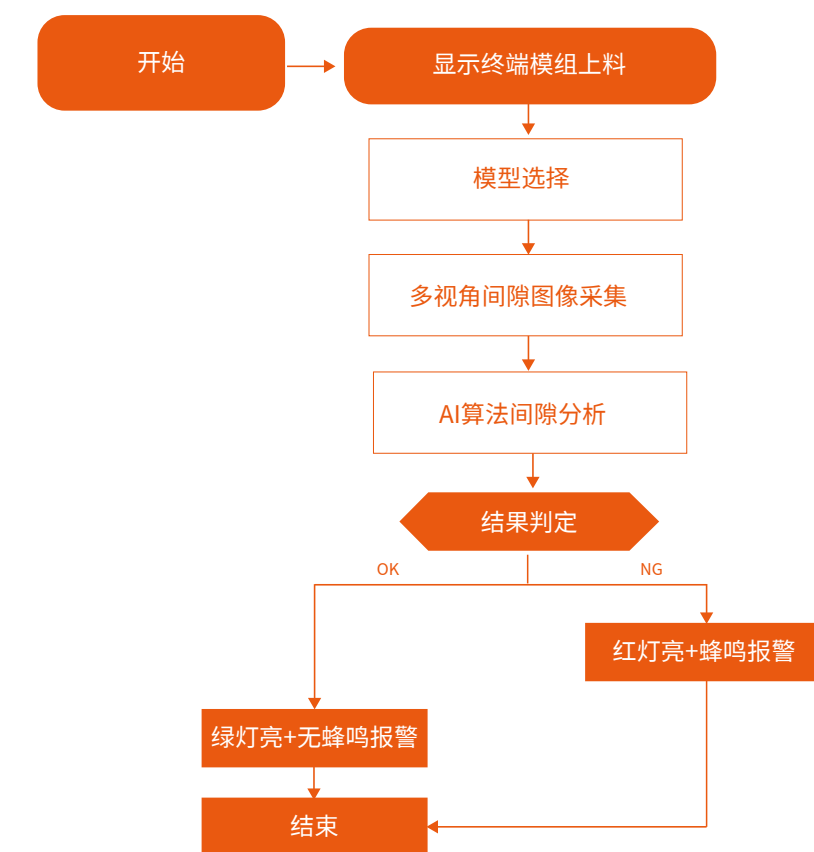 开始
显示终端模组上料
模型选择
多视角间隙图像采集
AI算法间隙分析
结果判定
OK
NG
红灯亮+蜂鸣报警
绿灯亮+无蜂鸣报警
结束